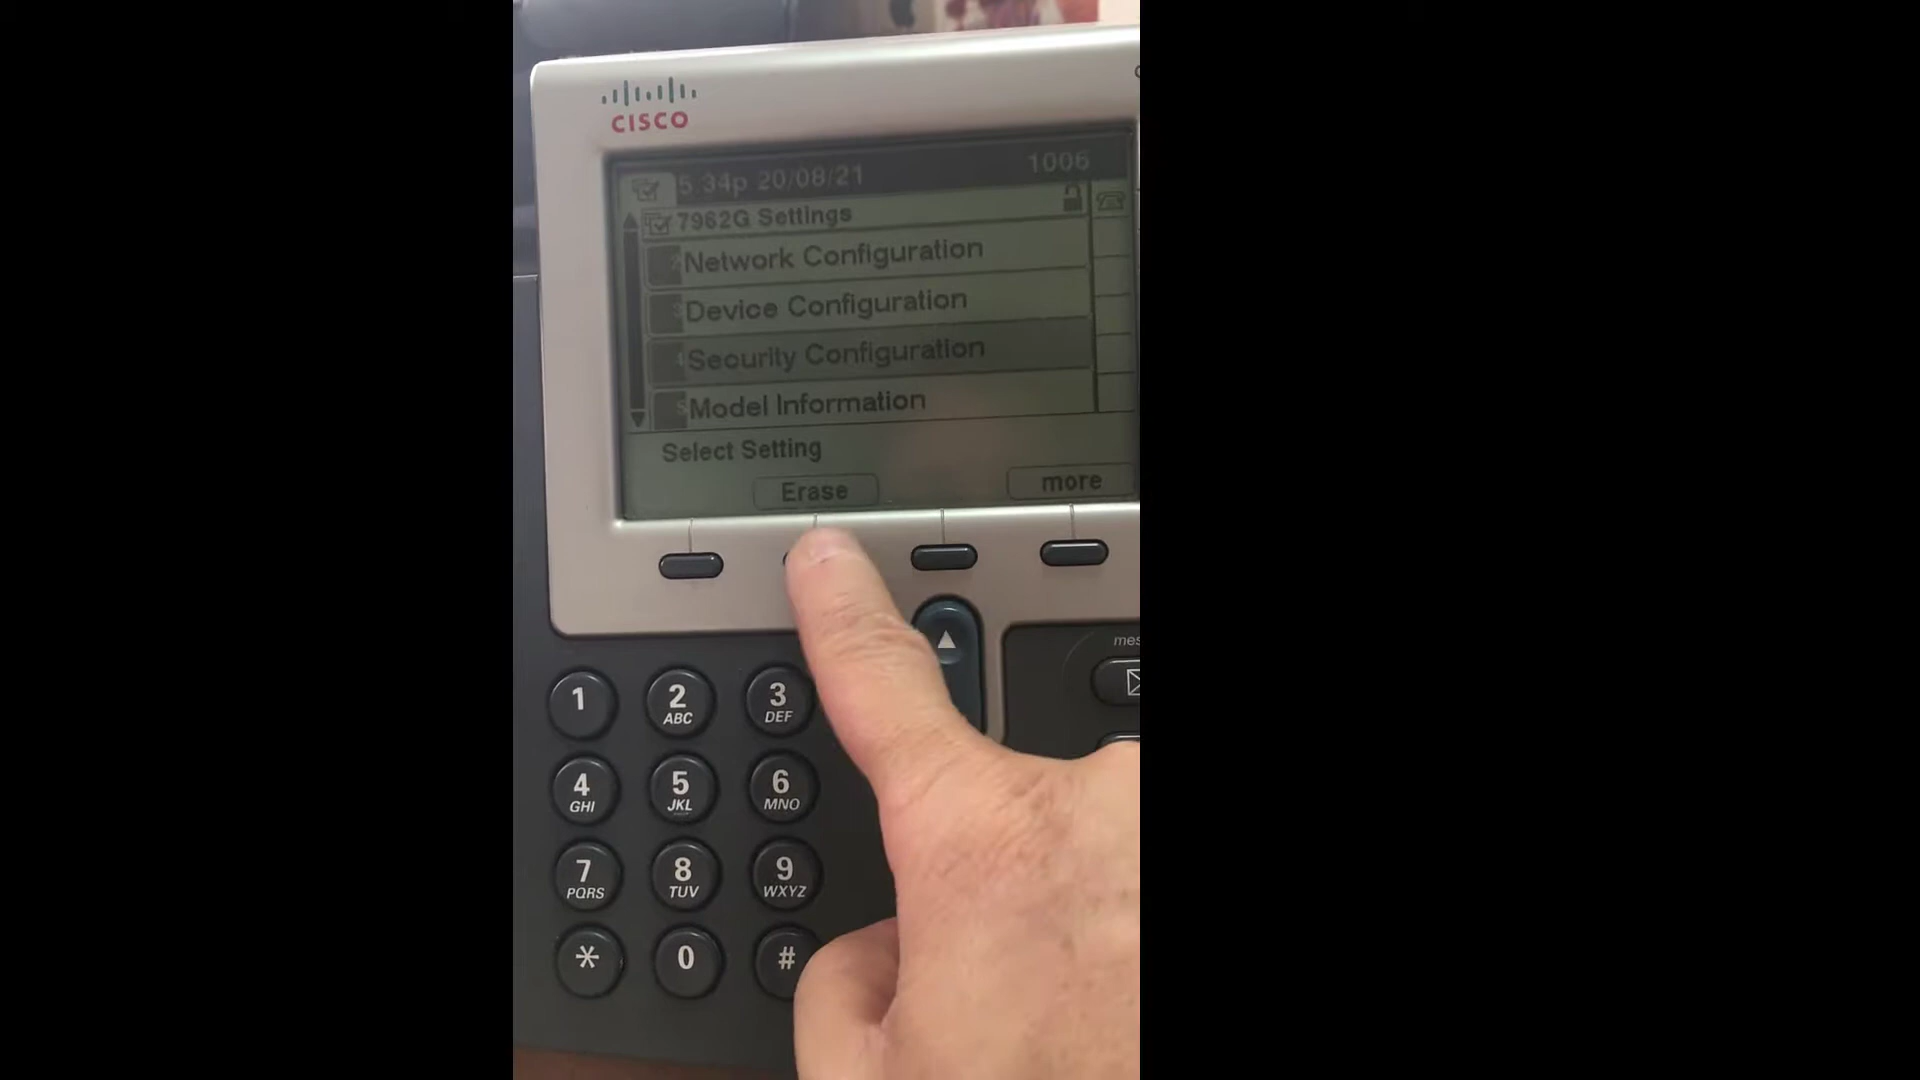 CISCO
5 34p 20/08/21 1006
7962G Settings
Network Configuration
Device Configuration
Security Configuration
5 Model Information
Select Setting
Erase more
mes
1 2 3
ABC DEF
4 5 6
GHI JKL MNO
7 8 9
PQRS TUV WXYZ
* 0 #